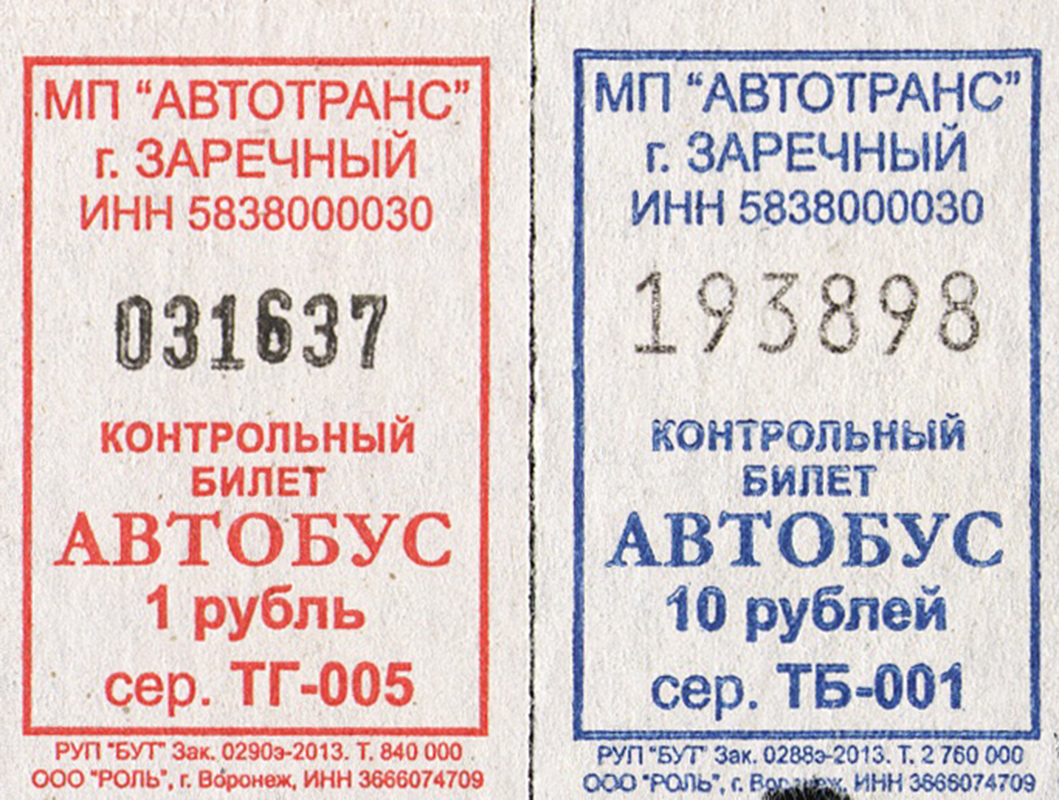 МП “АВТОТРАНС”
г. ЗАРЕЧНЫЙ
ИНН 5838000030
031637
КОНТРОЛЬНЫЙ
БИЛЕТ
АВТОБУС
1 рубль
сер. ТГ-005
РУП "БУТ" Зак. 0290э-2013. Т. 840 000
ООО "РОЛЬ", г. Воронеж, ИНН 3666074709
МП “АВТОТРАНС”
г. ЗАРЕЧНЫЙ
ИНН 5838000030
193898
КОНТРОЛЬНЫЙ
БИЛЕТ
АВТОБУС
10 рублей
сер. ТБ-001
РУП "БУТ" Зак. 0288э-2013. Т. 2 760 000
ООО "РОЛЬ", г. Воронеж, ИНН 3666074709